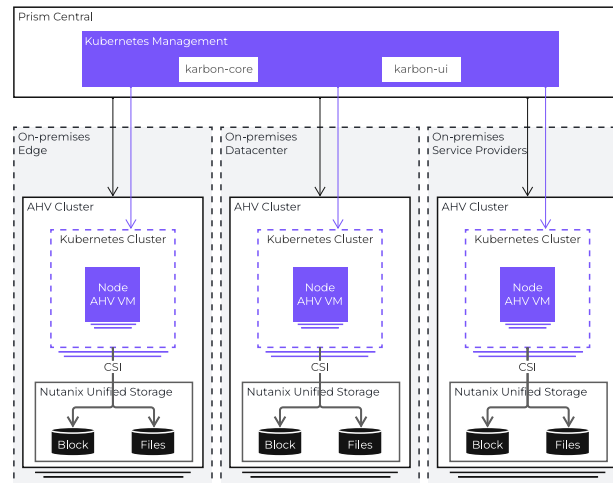 Prism Central
Kubernetes Management
karbon-core
karbon-ui
On-premises
Edge
AHV Cluster
Kubernetes Cluster
Node
AHV VM
CSI
Nutanix Unified Storage
Block
Files
On-premises
Datacenter
AHV Cluster
Kubernetes Cluster
Node
AHV VM
CSI
Nutanix Unified Storage
Block
Files
On-premises
Service Providers
AHV Cluster
Kubernetes Cluster
Node
AHV VM
CSI
Nutanix Unified Storage
Block
Files